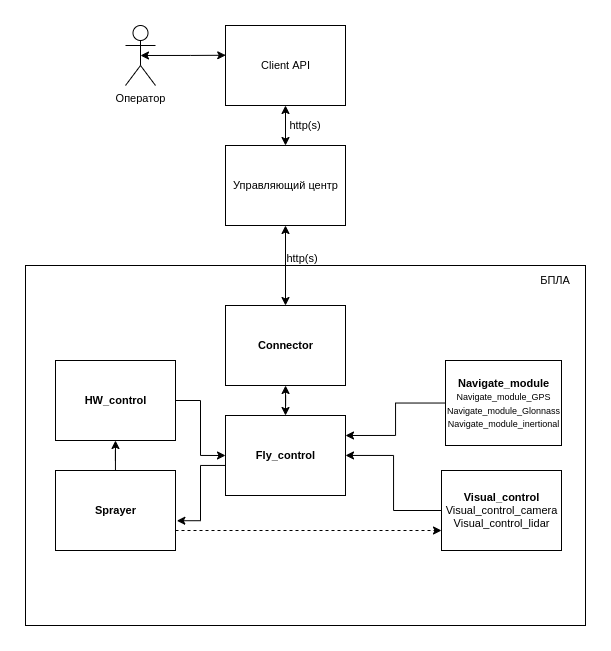 Client API
Оператор
http(s)
Управляющий центр
http(s)
БПЛА
Connector
HW_control
Navigate_module
Navigate_module_GPS
Navigate_module_Glonnass
Navigate_module_inertional
Fly_control
Sprayer
Visual_control
Visual_control_camera
Visual_control_lidar